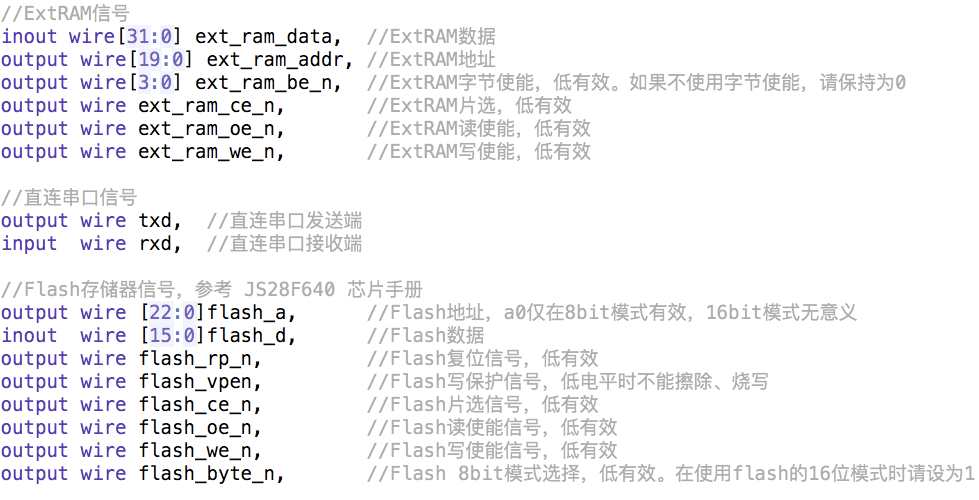 //ExtRAM信号
inout wire[31:0] ext_ram_data,  //ExtRAM数据
output wire[19:0] ext_ram_addr, //ExtRAM地址
output wire[3:0] ext_ram_be_n,  //ExtRAM字节使能，低有效。如果不使用字节使能，请保持为0
output wire ext_ram_ce_n,       //ExtRAM片选，低有效
output wire ext_ram_oe_n,       //ExtRAM读使能，低有效
output wire ext_ram_we_n,       //ExtRAM写使能，低有效
//直连串口信号
output wire txd,  //直连串口发送端
input  wire rxd,  //直连串口接收端
//Flash存储器信号，参考 JS28F640 芯片手册
output wire [22:0]flash_a,      //Flash地址，a0仅在8bit模式有效，16bit模式无意义
inout  wire [15:0]flash_d,      //Flash数据
output wire flash_rp_n,         //Flash复位信号，低有效
output wire flash_vpen,         //Flash写保护信号，低电平时不能擦除、烧写
output wire flash_ce_n,         //Flash片选信号，低有效
output wire flash_oe_n,         //Flash读使能信号，低有效
output wire flash_we_n,         //Flash写使能信号，低有效
output wire flash_byte_n,       //Flash 8bit模式选择，低有效。在使用flash的16位模式时请设为1